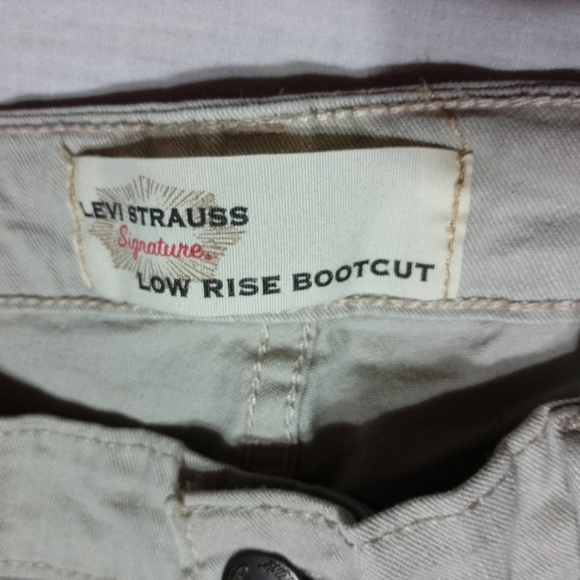 LEVI STRAUSS
Signature
LOW RISE BOOTCUT